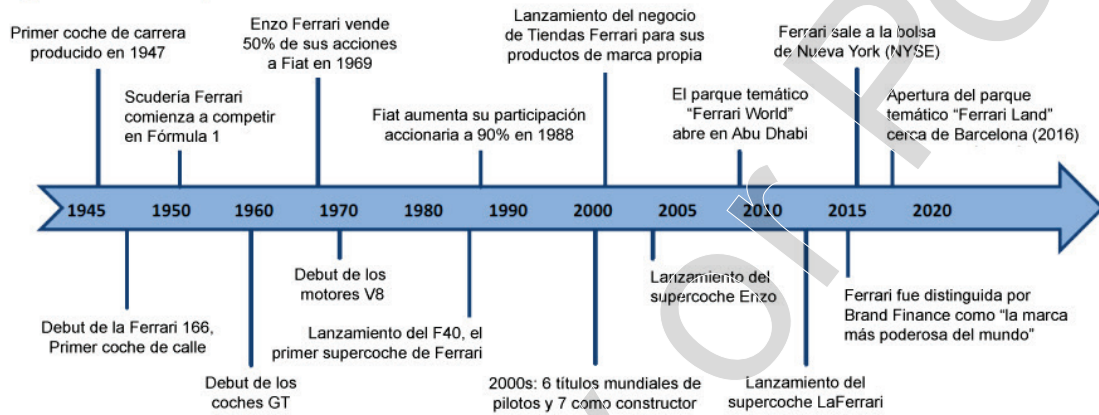 Primer coche de carrera
producido en 1947
Enzo Ferrari vende
50% de sus acciones
a Fiat en 1969
Lanzamiento del negocio
de Tiendas Ferrari para sus
productos de marca propia
Ferrari sale a la bolsa
de Nueva York (NYSE)
Scudería Ferrari
comienza a competir
en Fórmula 1
Fiat aumenta su participación
accionaria a 90% en 1988
El parque temático
“Ferrari World”
abre en Abu Dhabi
Apertura del parque
temático “Ferrari Land”
cerca de Barcelona (2016)
1945 1950 1960 1970 1980 1990 2000 2005 2010 2015 2020
Debut de la Ferrari 166,
Primer coche de calle
Debut de los
coches GT
Debut de los
motores V8
Lanzamiento del F40, el
primer supercoche de Ferrari
2000s: 6 títulos mundiales de
pilotos y 7 como constructor
Lanzamiento del
supercoche Enzo
Lanzamiento del
supercoche LaFerrari
Ferrari fue distinguida por
Brand Finance como “la marca
más poderosa del mundo”
or Po